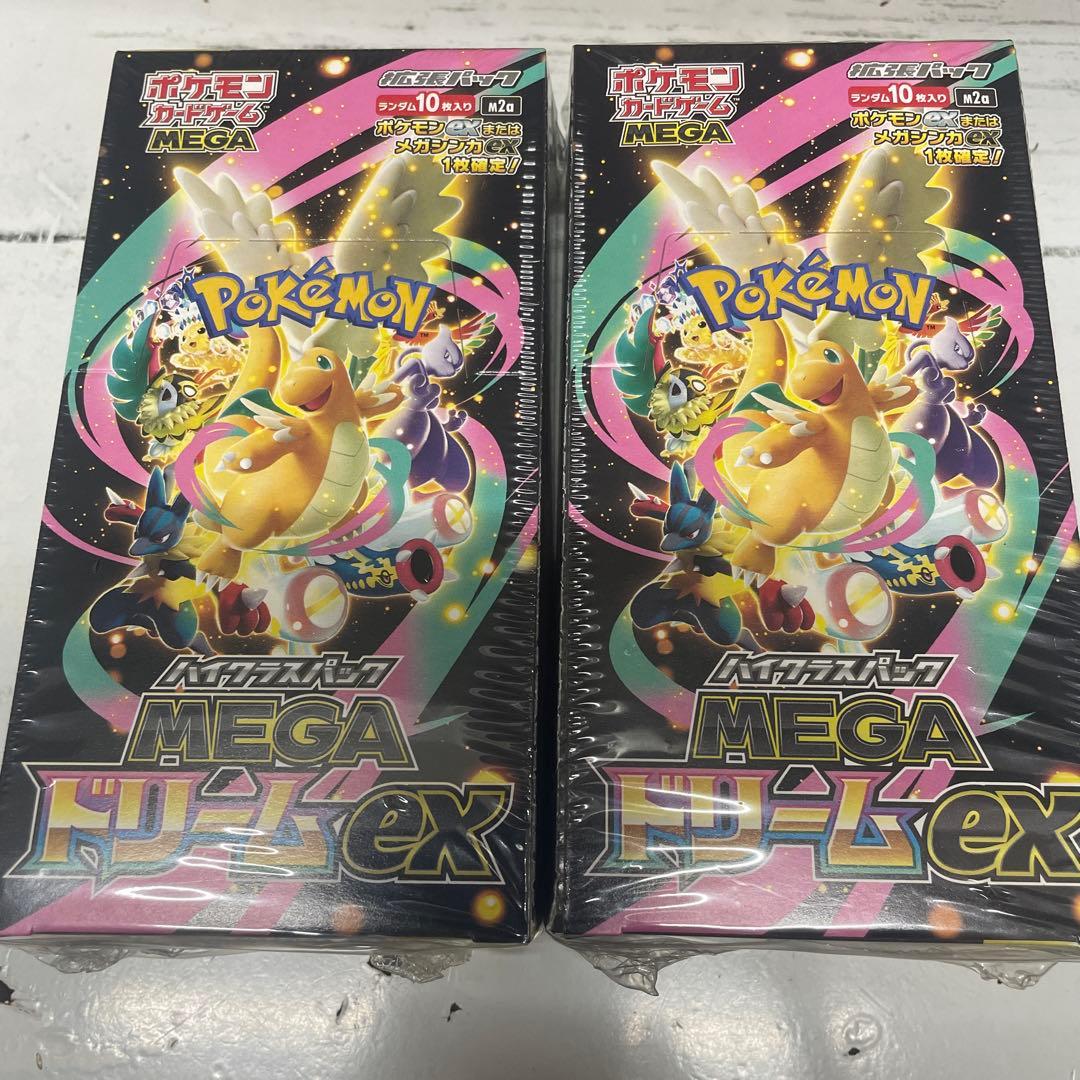 ポケモン
カードゲーム
MEGA
拡張パック
ランダム10枚入り M2a
ポケモンexまたは
メガシンカex
1枚確定!
POKéMON
TM
ハイクラスパック
MEGA
ドリームex
ポケモン
カードゲーム
MEGA
拡張パック
ランダム10枚入り M2a
ポケモンexまたは
メガシンカex
1枚確定!
POKéMON
TM
ハイクラスパック
MEGA
ドリームex